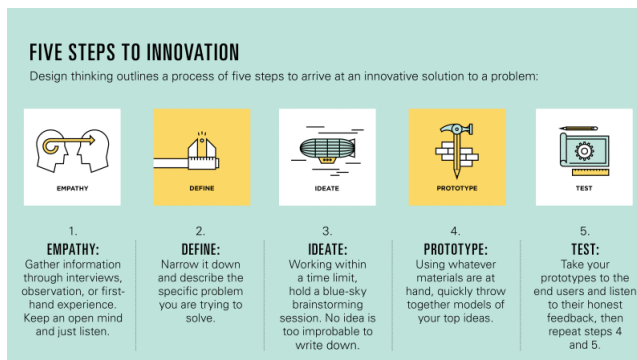 FIVE STEPS TO INNOVATION
Design thinking outlines a process of five steps to arrive at an innovative solution to a problem:
EMPATHY
DEFINE
IDEATE
PROTOTYPE
TEST
1.
EMPATHY:
Gather information
through interviews,
observation, or first-
hand experience.
Keep an open mind
and just listen.
2.
DEFINE:
Narrow it down
and describe the
specific problem
you are trying to
solve.
3.
IDEATE:
Working within
a time limit,
hold a blue-sky
brainstorming
session. No idea is
too improbable to
write down.
4.
PROTOTYPE:
Using whatever
materials are at
hand, quickly throw
together models of
your top ideas.
5.
TEST:
Take your
prototypes to the
end users and listen
to their honest
feedback, then
repeat steps 4
and 5.